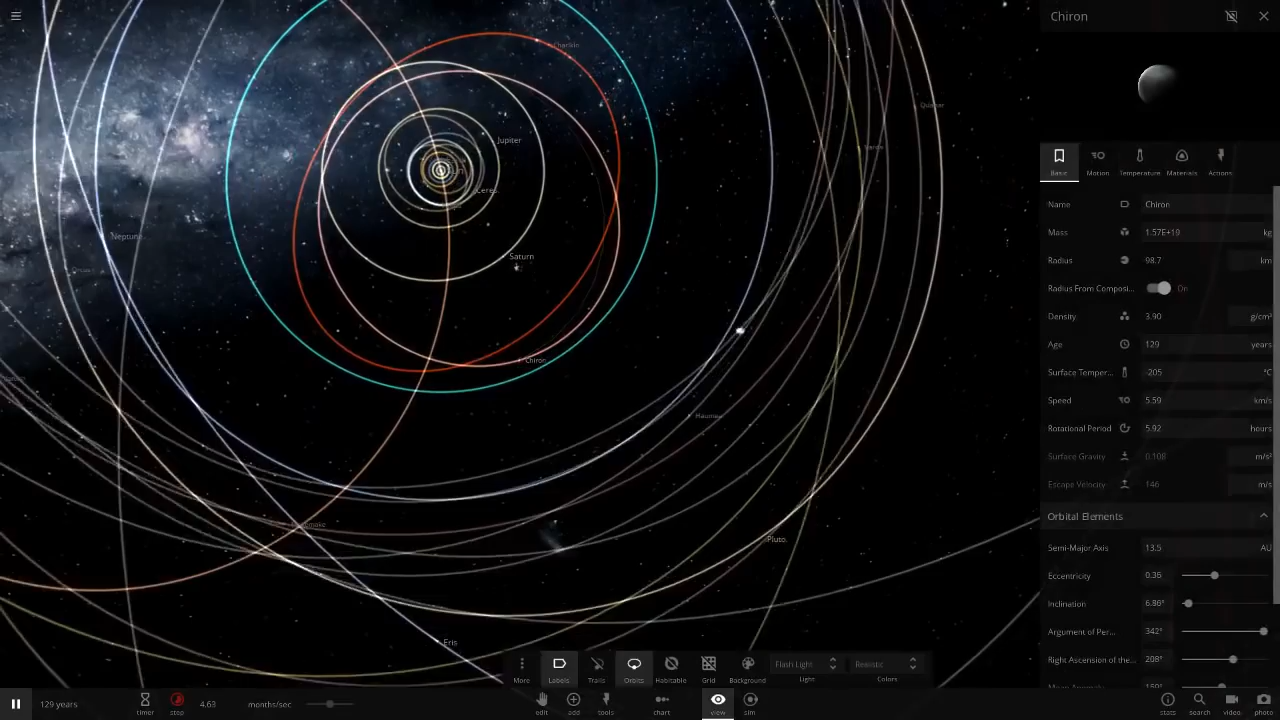 Chiron
Chariklo
Quaoar
Jupiter
Varda
Ceres
Neptune
Saturn
Chiron
Haumea
Makemake
Pluto
Eris
Basic
Motion
Temperature
Materials
Actions
Name Chiron
Mass 1.57E+19 kg
Radius 98.7 km
Radius From Composi... On
Density 3.90 g/cm³
Age 129 years
Surface Temper... -205 °C
Speed 5.59 km/s
Rotational Period 5.92 hours
Surface Gravity 0.108 m/s²
Escape Velocity 146 m/s
Orbital Elements
Semi-Major Axis 13.5 AU
Eccentricity 0.36
Inclination 6.86°
Argument of Per... 342°
Right Ascension of the... 208°
More
Labels
Trails
Orbits
Habitable
Grid
Background
Flash Light
Light
Realistic
Colors
129 years
timer
step
4.63 months/sec
edit
add
tools
chart
view
sim
stats
search
video
photo